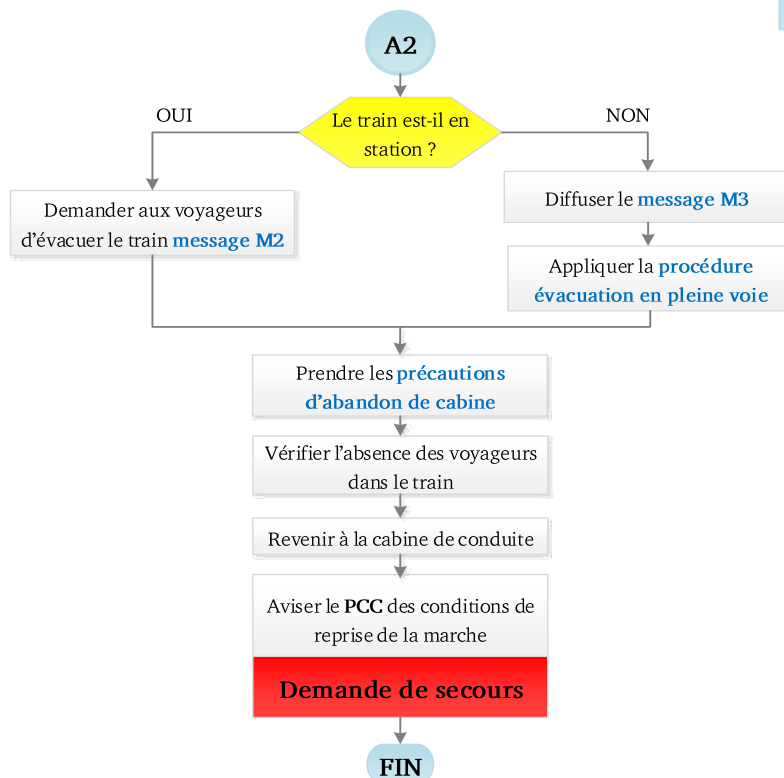 A2
Le train est-il en
station ?
OUI
NON
Demander aux voyageurs
d’évacuer le train message M2
Diffuser le message M3
Appliquer la procédure
évacuation en pleine voie
Prendre les précautions
d’abandon de cabine
Vérifier l’absence des voyageurs
dans le train
Revenir à la cabine de conduite
Aviser le PCC des conditions de
reprise de la marche
Demande de secours
FIN